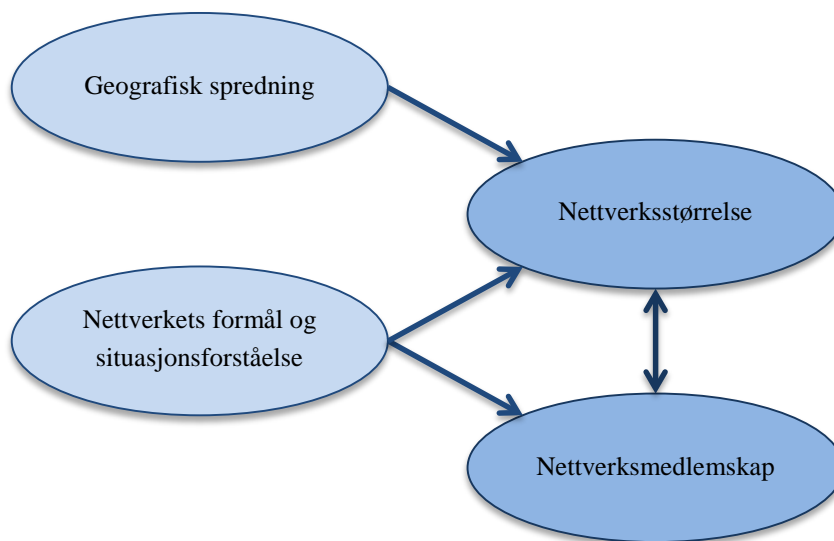 Geografisk spredning
Nettverksstørrelse
Nettverkets formål og
situasjonsforståelse
Nettverksmedlemskap